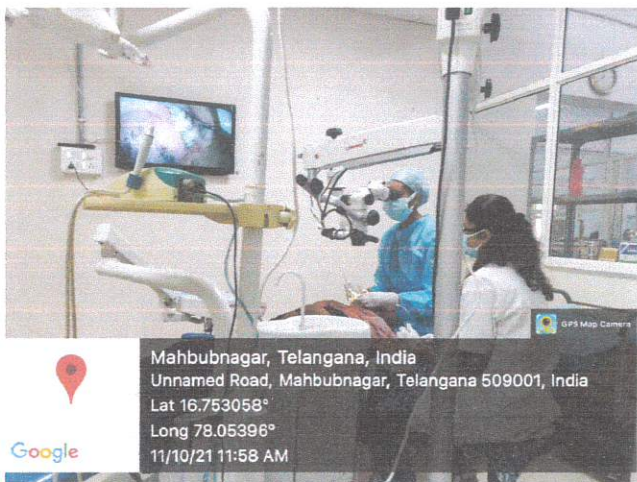 GPS Map Camera
Mahbubnagar, Telangana, India
Unnamed Road, Mahbubnagar, Telangana 509001, India
Lat 16.753058°
Long 78.05396°
11/10/21 11:58 AM
Google